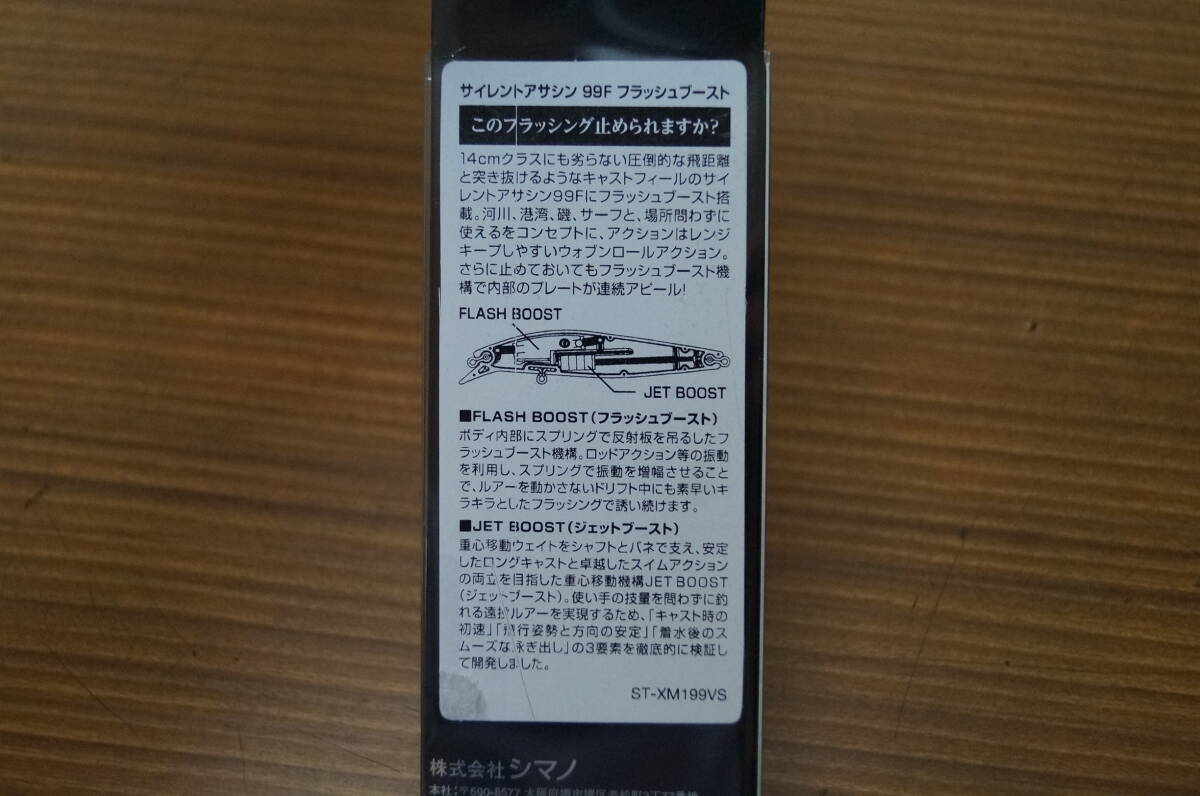 サイレントアサシン 99F フラッシュブースト
このフラッシング止められますか?
14cmクラスにも劣らない圧倒的な飛距離
と突き抜けるようなキャストフィールのサイ
レントアサシン99Fにフラッシュブースト搭
載。河川、港湾、磯、サーフと、場所問わずに
使えるをコンセプトに、アクションはレンジ
キープしやすいウォブンロールアクション。
さらに止めておいてもフラッシュブースト機
構で内部のプレートが連続アピール!
FLASH BOOST
JET BOOST
■FLASH BOOST(フラッシュブースト)
ボディ内部にスプリングで反射板を吊るしたフ
ラッシュブースト機構。ロッドアクション等の振動
を利用し、スプリングで振動を増幅させること
で、ルアーを動かさないドリフト中にも素早いキ
ラキラとしたフラッシングで誘い続けます。
■JET BOOST(ジェットブースト)
重心移動ウェイトをシャフトとバネで支え、安定
したロングキャストと卓越したスイムアクション
の両立を目指した重心移動機構JET BOOST
(ジェットブースト)。使い手の技量を問わずに釣
れる遠投ルアーを実現するため、「キャスト時の
初速」「飛行姿勢と方向の安定」「着水後のス
ムーズな泳ぎ出し」の3要素を徹底的に検証し
て開発しました。
ST-XM199VS
株式会社シマノ
本社:〒590-8577 大阪府堺市堺区老松町3丁77番地